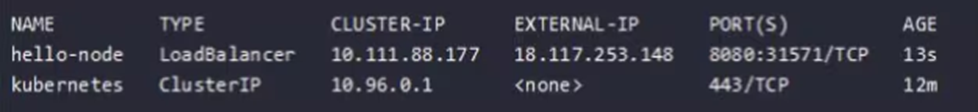 NAME TYPE CLUSTER-IP EXTERNAL-IP PORT(S) AGE
hello-node LoadBalancer 10.111.88.177 18.117.253.148 8080:31571/TCP 13s
kubernetes ClusterIP 10.96.0.1 <none> 443/TCP 12m